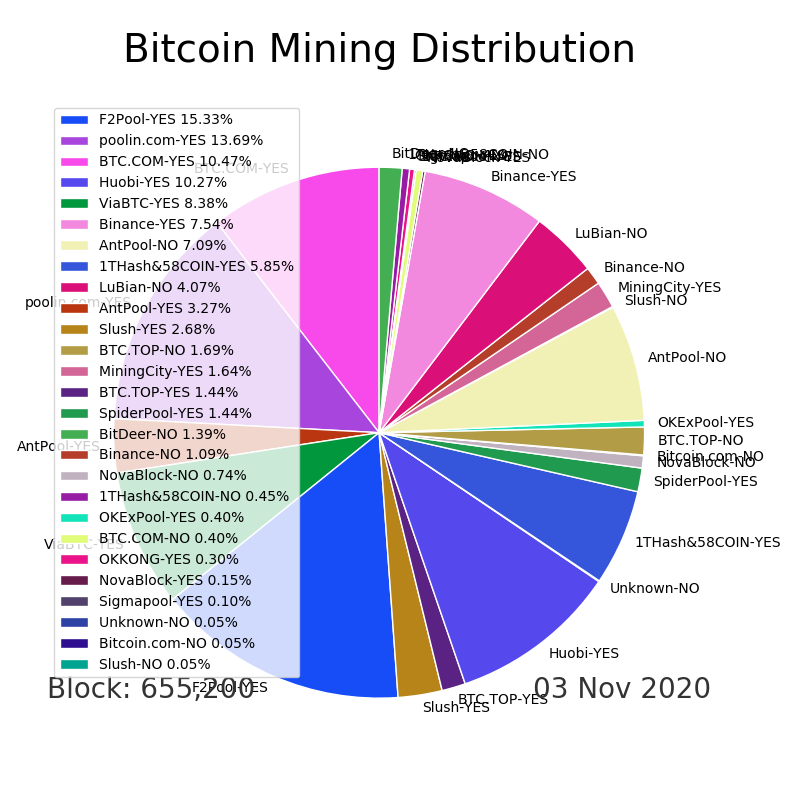 Bitcoin Mining Distribution
F2Pool-YES 15.33%
poolin.com-YES 13.69%
BTC.COM-YES 10.47%
Huobi-YES 10.27%
ViaBTC-YES 8.38%
Binance-YES 7.54%
AntPool-NO 7.09%
1THash&58COIN-YES 5.85%
LuBian-NO 4.07%
AntPool-YES 3.27%
Slush-YES 2.68%
BTC.TOP-NO 1.69%
MiningCity-YES 1.64%
BTC.TOP-YES 1.44%
SpiderPool-YES 1.44%
BitDeer-NO 1.39%
Binance-NO 1.09%
NovaBlock-NO 0.74%
1THash&58COIN-NO 0.45%
OKExPool-YES 0.40%
BTC.COM-NO 0.40%
OKKONG-YES 0.30%
NovaBlock-YES 0.15%
Sigmapool-YES 0.10%
Unknown-NO 0.05%
Bitcoin.com-NO 0.05%
Slush-NO 0.05%
BitDeer-NO
NovaBlock-YES
Binance-YES
LuBian-NO
Binance-NO
MiningCity-YES
Slush-NO
AntPool-NO
OKExPool-YES
BTC.TOP-NO
Bitcoin.com-NO
NovaBlock-NO
SpiderPool-YES
1THash&58COIN-YES
Unknown-NO
Huobi-YES
BTC.TOP-YES
Slush-YES
F2Pool-YES
ViaBTC-YES
AntPool-YES
poolin.com-YES
BTC.COM-YES
Block: 655,200
03 Nov 2020